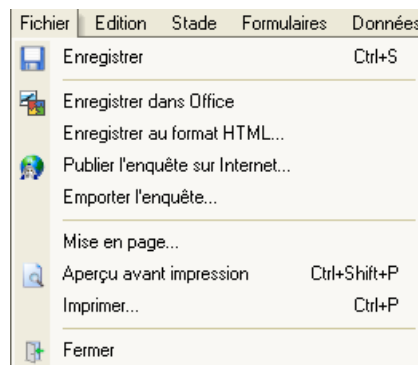 Fichier Edition Stade Formulaires Données
Enregistrer Ctrl+S
Enregistrer dans Office
Enregistrer au format HTML...
Publier l'enquête sur Internet...
Emporter l'enquête...
Mise en page...
Aperçu avant impression Ctrl+Shift+P
Imprimer... Ctrl+P
Fermer